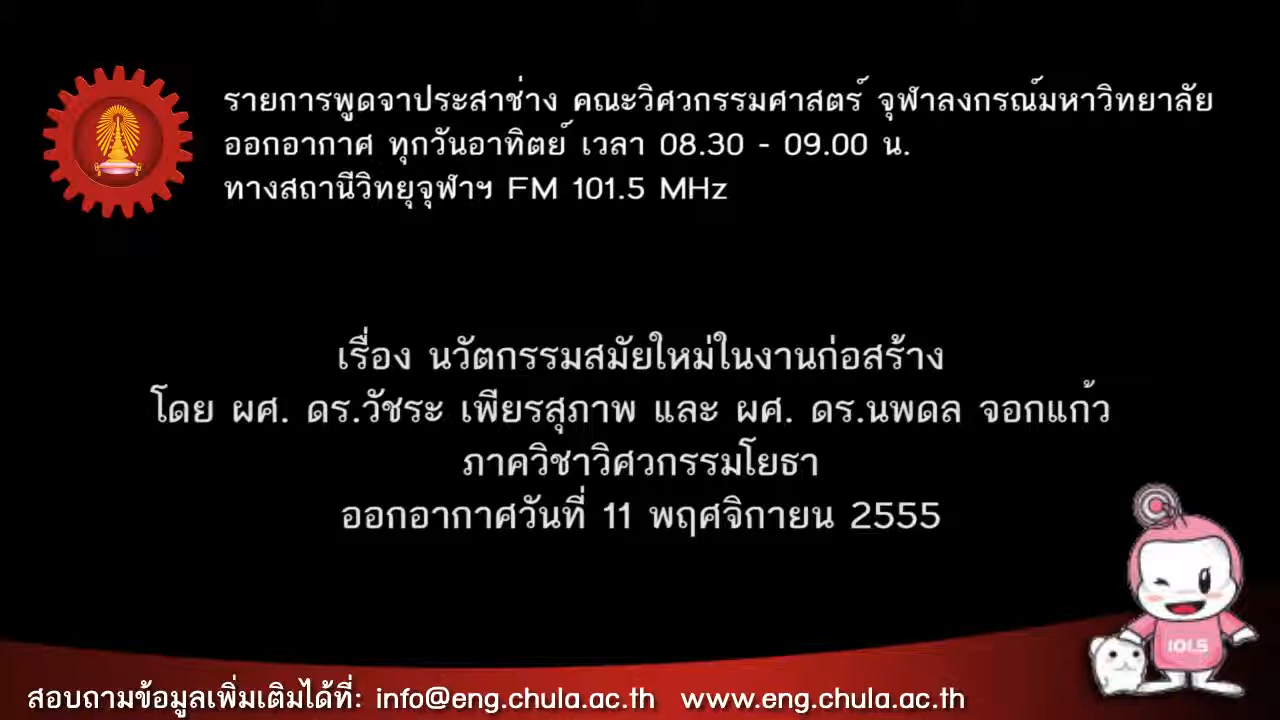 รายการพูดจาประสาช่าง คณะวิศวกรรมศาสตร์ จุฬาลงกรณ์มหาวิทยาลัย
ออกอากาศ ทุกวันอาทิตย์ เวลา 08.30 - 09.00 น.
ทางสถานีวิทยุจุฬาฯ FM 101.5 MHz
เรื่อง นวัตกรรมสมัยใหม่ในงานก่อสร้าง
โดย ผศ. ดร.วัชระ เพียรสุภาพ และ ผศ. ดร.นพดล จอกแก้ว
ภาควิชาวิศวกรรมโยธา
ออกอากาศวันที่ 11 พฤศจิกายน 2555
101.5
สอบถามข้อมูลเพิ่มเติมได้ที่: info@eng.chula.ac.th www.eng.chula.ac.th